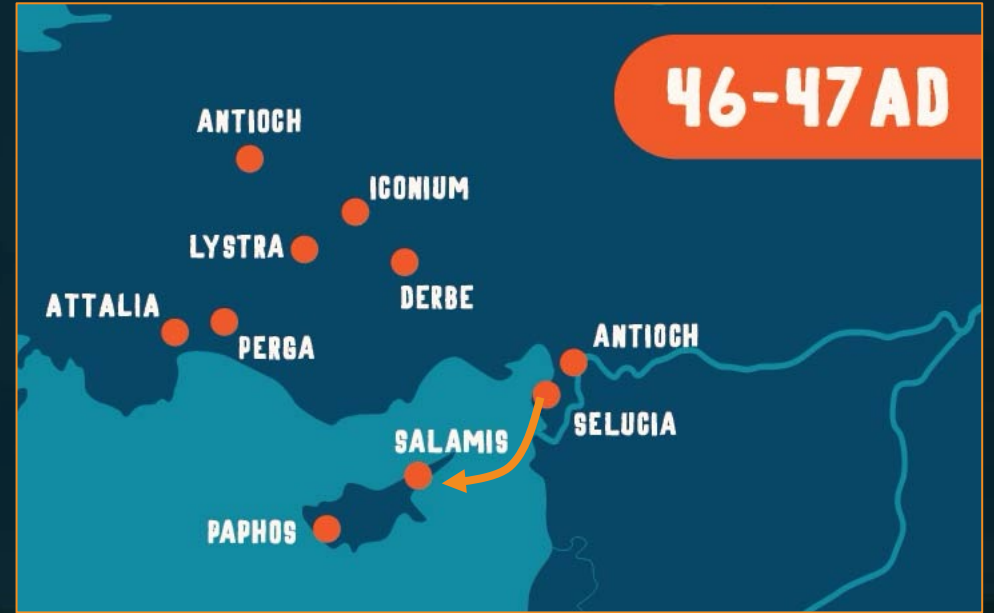 46-47AD
ANTIOCH
ICONIUM
LYSTRA
DERBE
ATTALIA
PERGA
ANTIOCH
SELUCIA
SALAMIS
PAPHOS